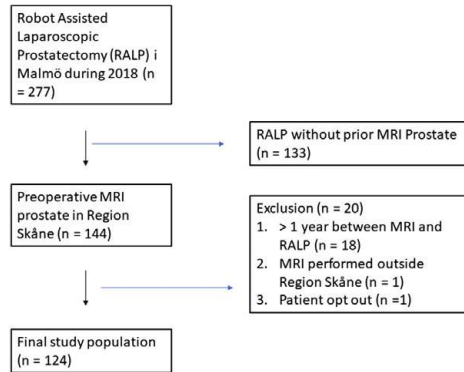 Robot Assisted
Laparoscopic
Prostatectomy (RALP) i
Malmö during 2018 (n
= 277)
RALP without prior MRI Prostate
(n = 133)
Preoperative MRI
prostate in Region
Skåne (n = 144)
Exclusion (n = 20)
1. > 1 year between MRI and
RALP (n = 18)
2. MRI performed outside
Region Skåne (n = 1)
3. Patient opt out (n =1)
Final study population
(n = 124)